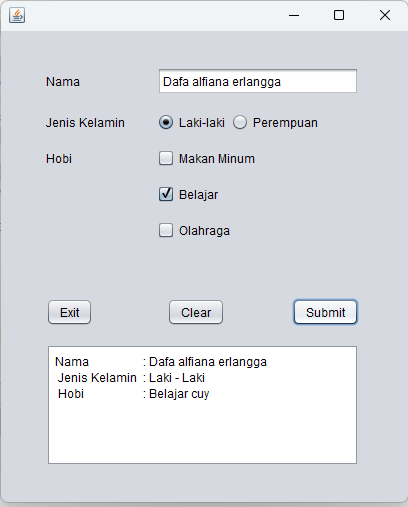 Nama Dafa alfiana erlangga
Jenis Kelamin Laki-laki Perempuan
Hobi Makan Minum
Belajar
Olahraga
Exit Clear Submit
Nama : Dafa alfiana erlangga
Jenis Kelamin : Laki - Laki
Hobi : Belajar cuy